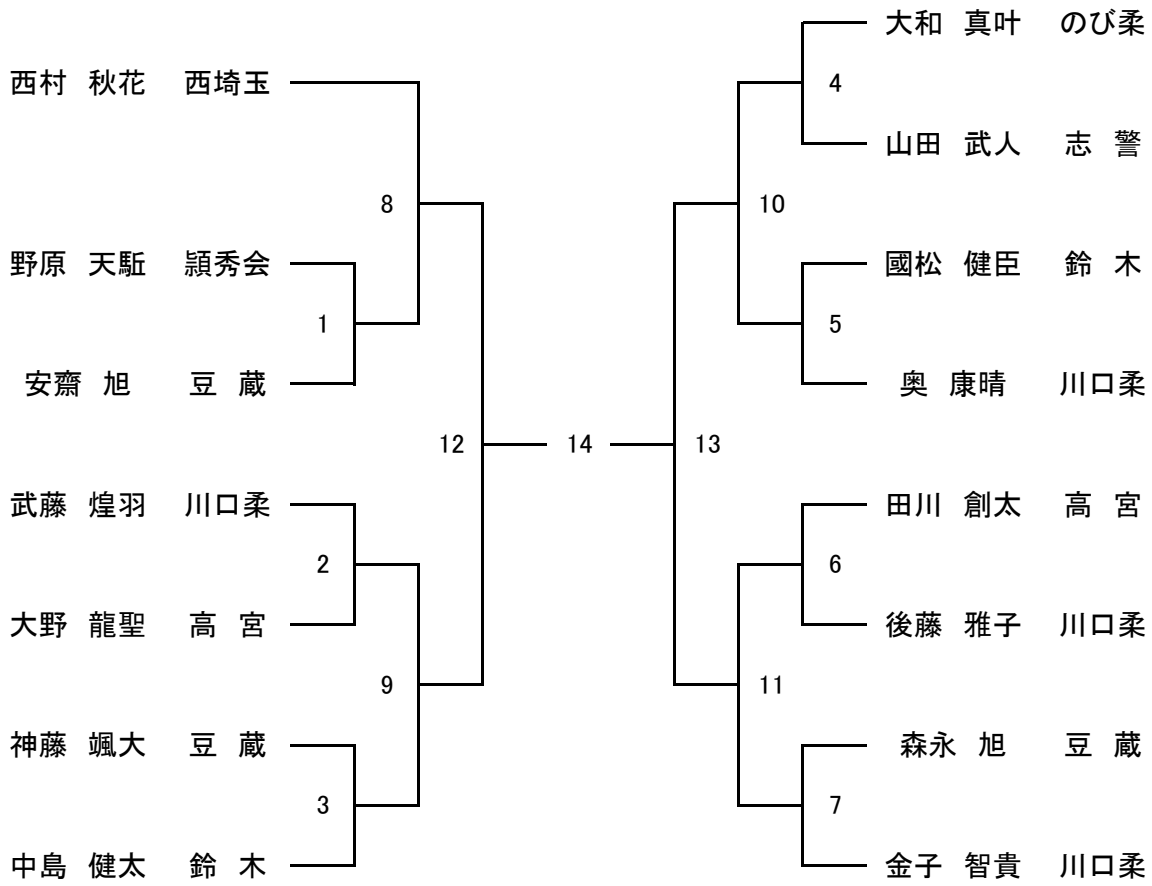 大和 真叶 のび柔
西村 秋花 西埼玉
4
山田 武人 志 警
8
10
野原 天駈 頴秀会
國松 健臣 鈴 木
1
5
安齋 旭 豆 蔵
奥 康晴 川口柔
12
14
13
武藤 煌羽 川口柔
田川 創太 高 宮
2
6
大野 龍聖 高 宮
後藤 雅子 川口柔
9
11
神藤 颯大 豆 蔵
森永 旭 豆 蔵
3
7
中島 健太 鈴 木
金子 智貴 川口柔